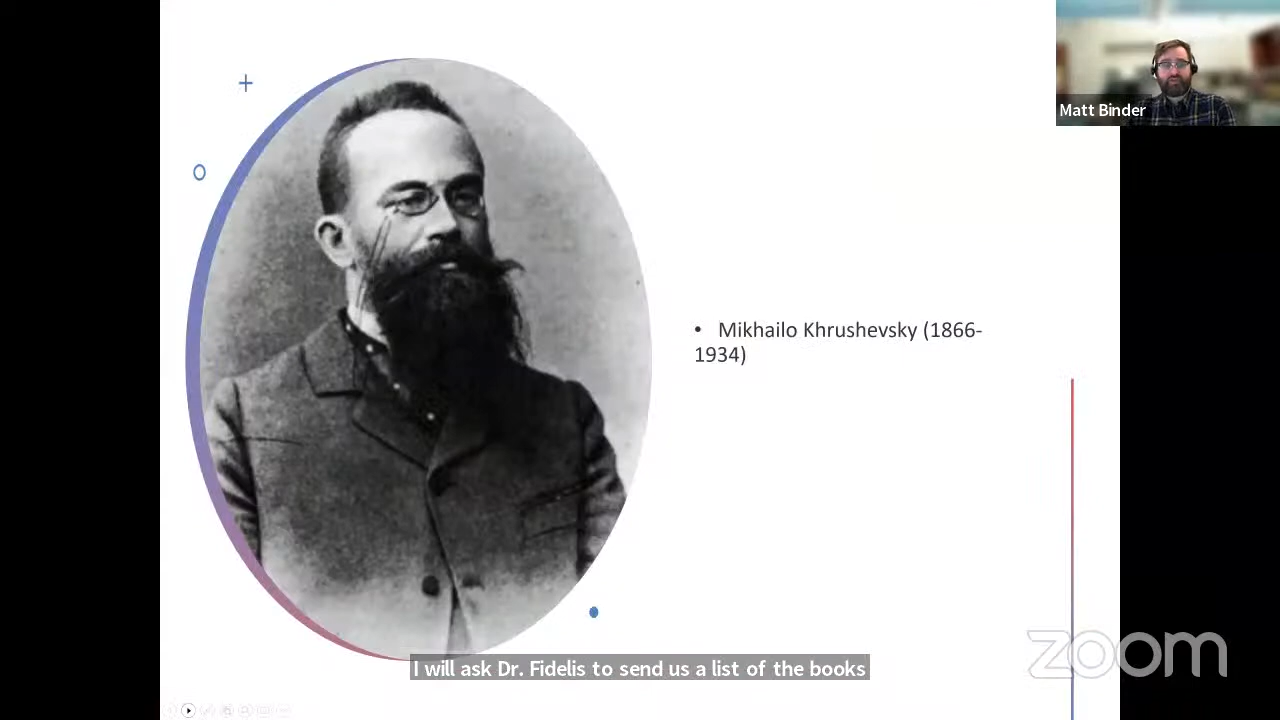 Matt Binder
• Mikhailo Khrushevsky (1866-
1934)
I will ask Dr. Fidelis to send us a list of the books
zoom